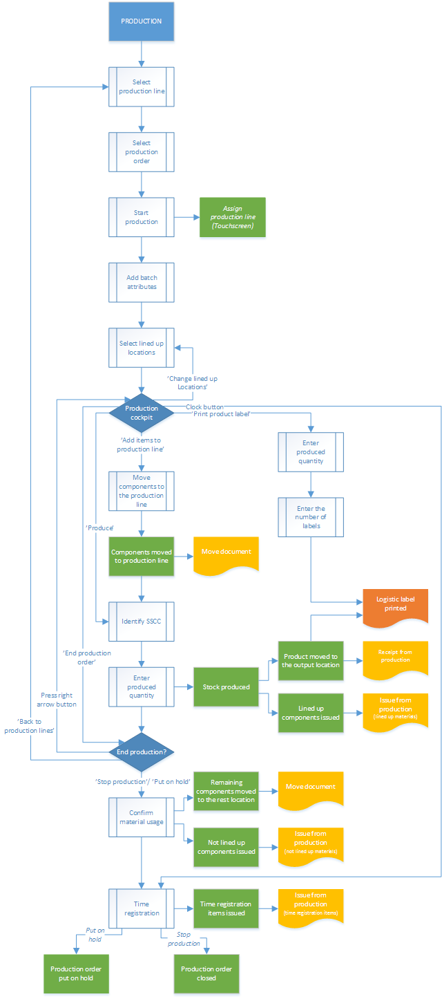 PRODUCTION
Select
production line
Select
production
order
Start
production
Assign
production line
(Touchscreen)
Add batch
attributes
Select lined up
locations
'Change lined up
Locations'
Production
cockpit
Clock button
'Print product label'
'Add items to
production line'
Enter
produced
quantity
Move
components to
the production
line
Enter the
number of
labels
'Produce'
Components moved
to production line
Move document
Logistic label
printed
Identify SSCC
'End production
order'
Product moved to
the output location
Receipt from
production
Enter
produced
quantity
Stock produced
Press right
arrow button
Lined up
components issued
Issue from
production
(lined up materials)
'Back to
production lines'
End production?
'Stop production'/ 'Put on hold'
Remaining
components moved
to the rest location
Move document
Confirm
material usage
Not lined up
components issued
Issue from
production
(not lined up materials)
Time
registration
Time registration
items issued
Issue from
production
(time registration items)
Put on
hold
Stop
production
Production order
put on hold
Production order
closed